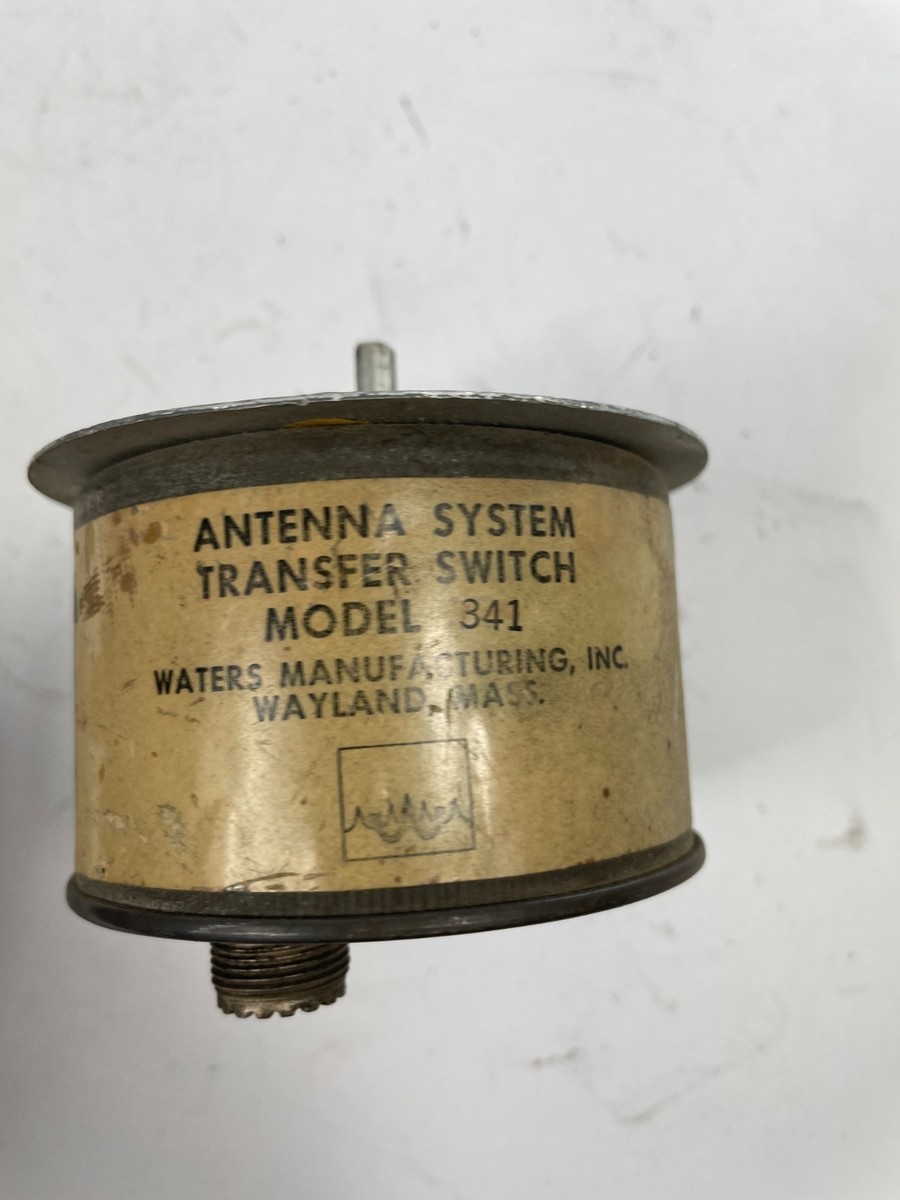 ANTENNA SYSTEM
TRANSFER SWITCH
MODEL 341
WATERS MANUFACTURING, INC.
WAYLAND, MASS.